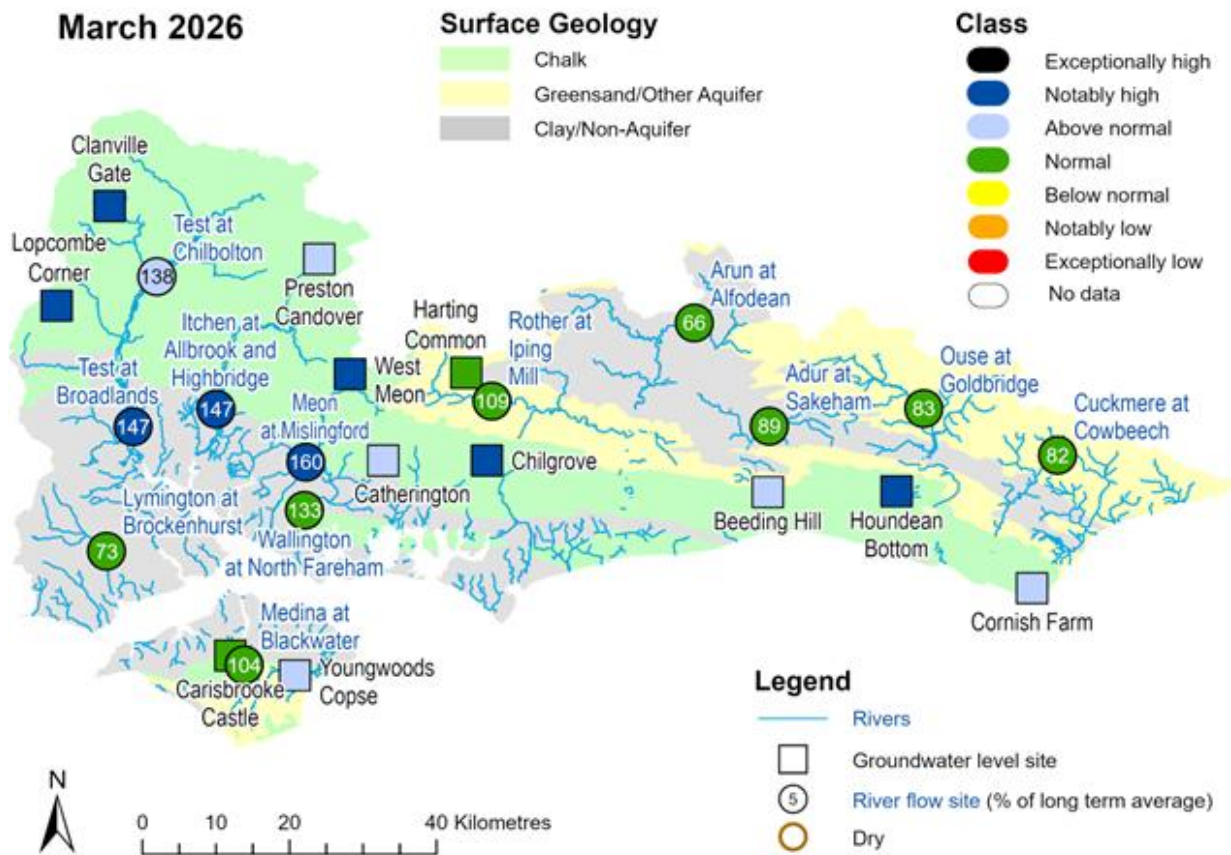 March 2026
Surface Geology
Chalk
Greensand/Other Aquifer
Clay/Non-Aquifer
Class
Exceptionally high
Notably high
Above normal
Normal
Below normal
Notably low
Exceptionally low
No data
Clanville
Gate
Test at
Chilbolton
138
Lopcombe
Corner
Preston
Candover
Itchen at
Allbrook and
Highbridge
147
Test at
Broadlands
147
West
Meon
Harting
Common
Rother at
Iping
Mill
109
Arun at
Alfodean
66
Adur at
Sakeham
89
Ouse at
Goldbridge
83
Cuckmere at
Cowbeech
82
Meon
at Mislingford
160
Catherington
Chilgrove
Beeding Hill
Houndean
Bottom
Cornish Farm
Lymington at
Brockenhurst
73
133
Wallington
at North Fareham
Medina at
Blackwater
104
Carisbrooke
Castle
Youngwoods
Copse
Legend
Rivers
Groundwater level site
5
River flow site (% of long term average)
Dry
N
0 10 20 40 Kilometres